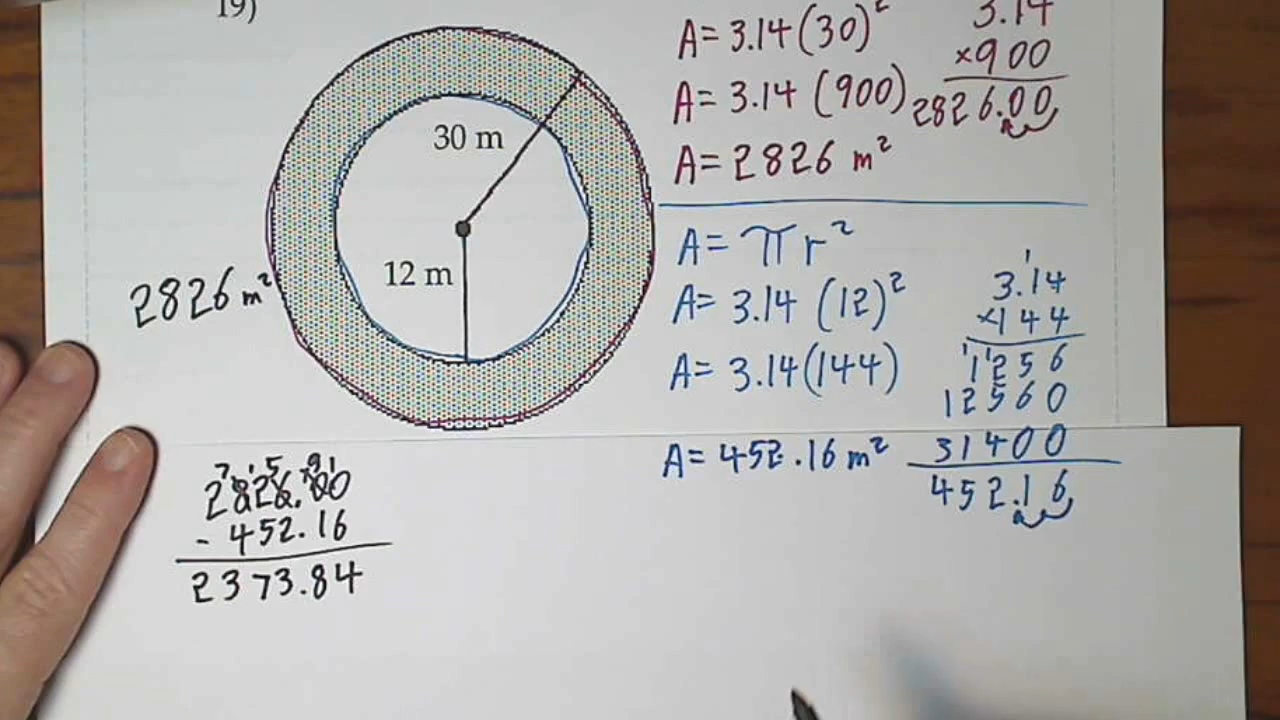 19)
30 m
12 m
2826 m²
2826.00
- 452.16
2373.84
A= 3.14(30)²
A= 3.14 (900)
A= 2826 m²
3.14
×900
2826.00
A= πr²
A= 3.14 (12)²
A= 3.14(144)
A= 452.16 m²
3.14
×144
1256
12560
31400
452.16